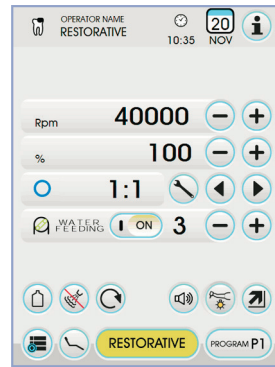 OPERATOR NAME
RESTORATIVE
10:35
20
NOV
Rpm 40000
% 100
1:1
WATER FEEDING ON 3
RESTORATIVE
PROGRAM P1